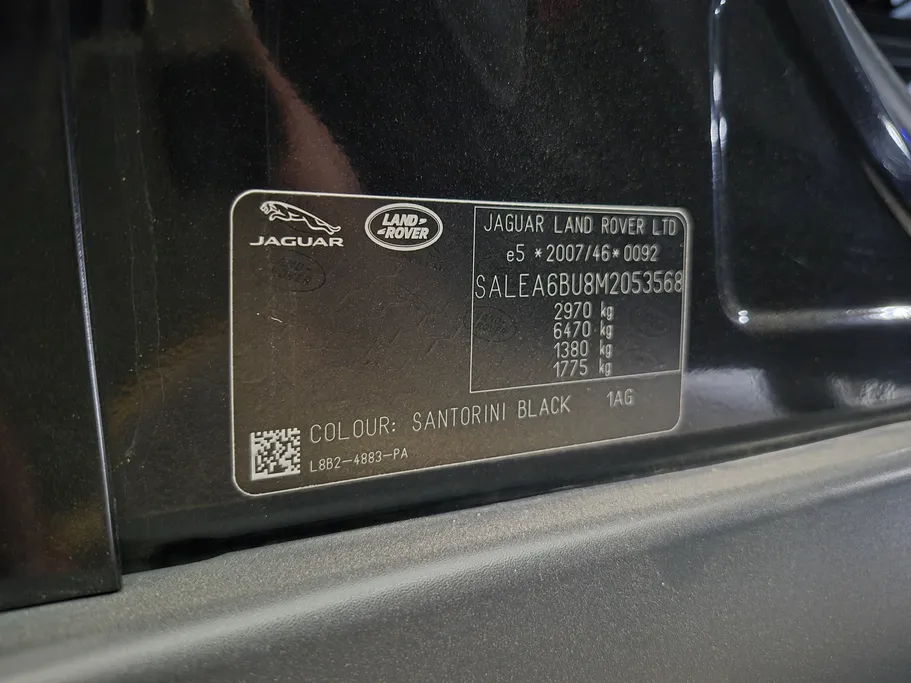 JAGUAR
LAND ROVER
JAGUAR LAND ROVER LTD
e5 *2007/46*0092
SALEA6BU8M2053568
2970 kg
6470 kg
1380 kg
1775 kg
COLOUR: SANTORINI BLACK 1AG
L8B2-4883-PA